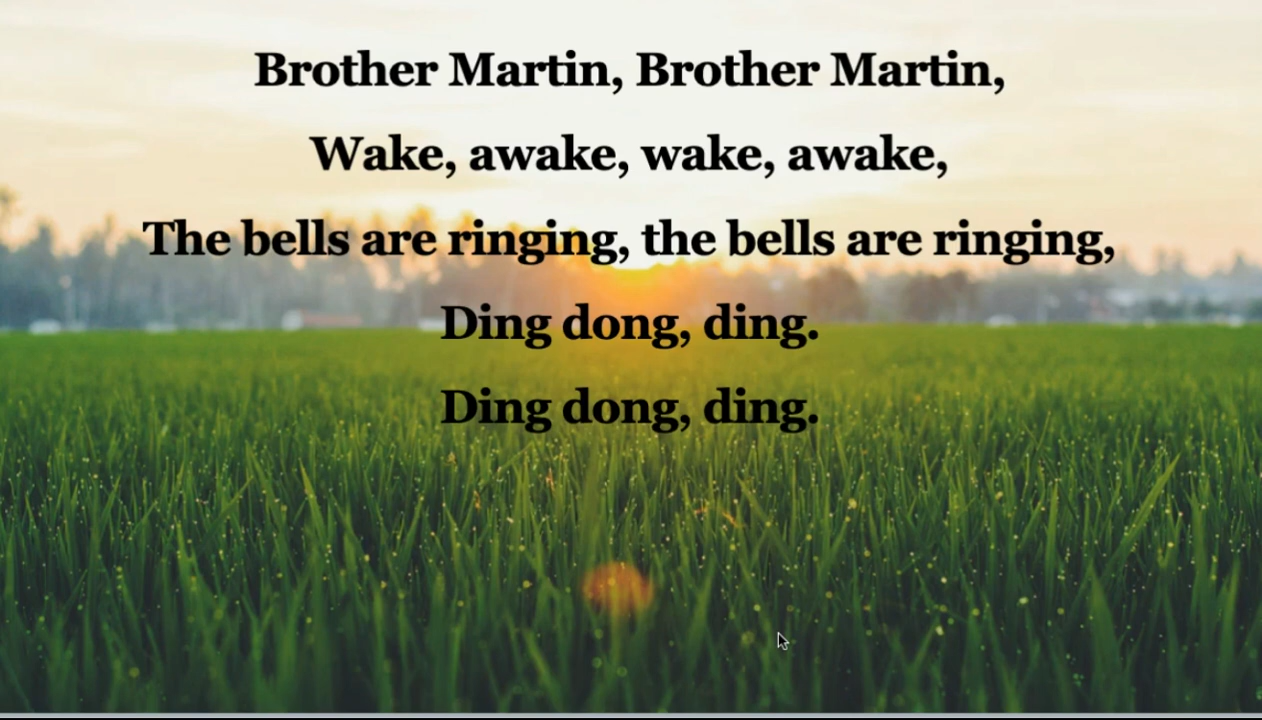 Brother Martin, Brother Martin,
Wake, awake, wake, awake,
The bells are ringing, the bells are ringing,
Ding dong, ding.
Ding dong, ding.